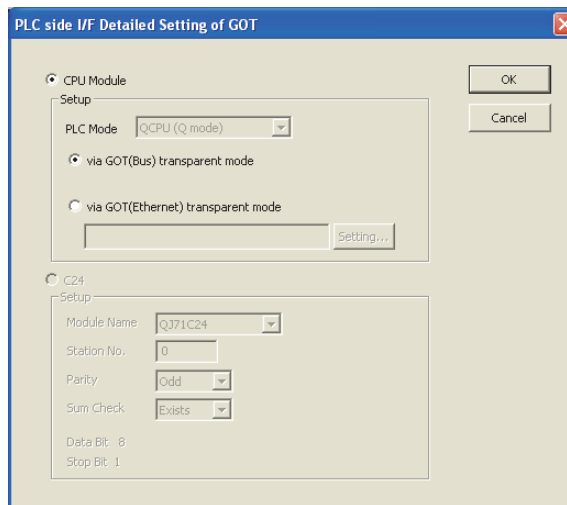 PLC side I/F Detailed Setting of GOT
CPU Module
OK
Setup
Cancel
PLC Mode QCPU (Q mode)
via GOT(Bus) transparent mode
via GOT(Ethernet) transparent mode
Setting...
C24
Setup
Module Name QJ71C24
Station No. 0
Parity Odd
Sum Check Exists
Data Bit 8
Stop Bit 1